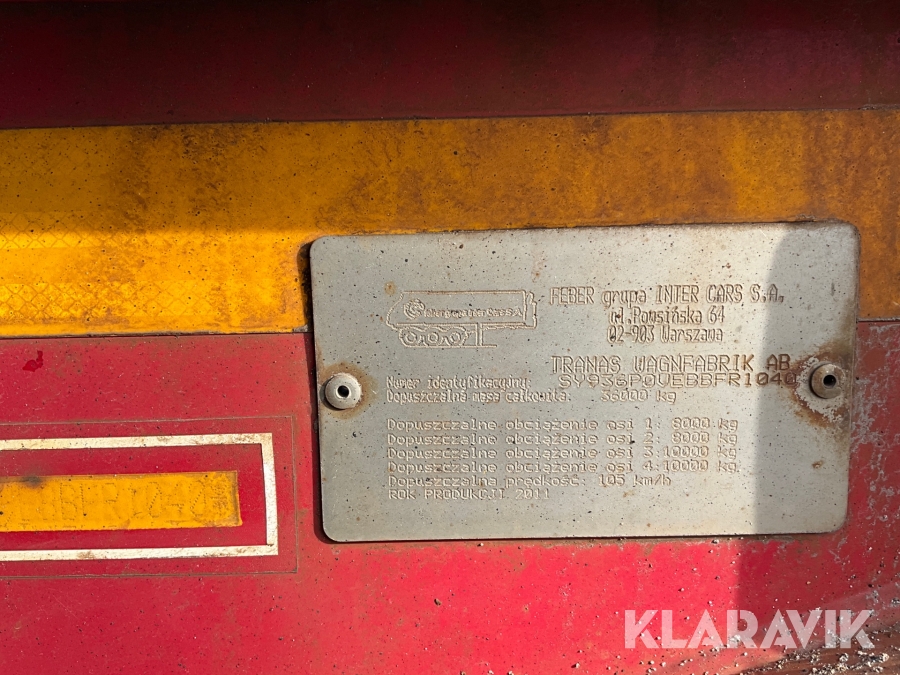 FEBER grupa INTER CARS S.A.
ul.Powsińska 64
02-903 Warszawa
TRANAS WAGNFABRIK AB
Numer identyfikacyjny SY936P0VEBBFR1040
Dopuszczalna masa całkowita: 36000 kg
Dopuszczalne obciążenie osi 1: 8000 kg
Dopuszczalne obciążenie osi 2: 8000 kg
Dopuszczalne obciążenie osi 3:10000 kg
Dopuszczalne obciążenie osi 4:10000 kg
Dopuszczalna prędkość: 105 km/h
ROK PRODUKCJI 2011
KLARAVIK